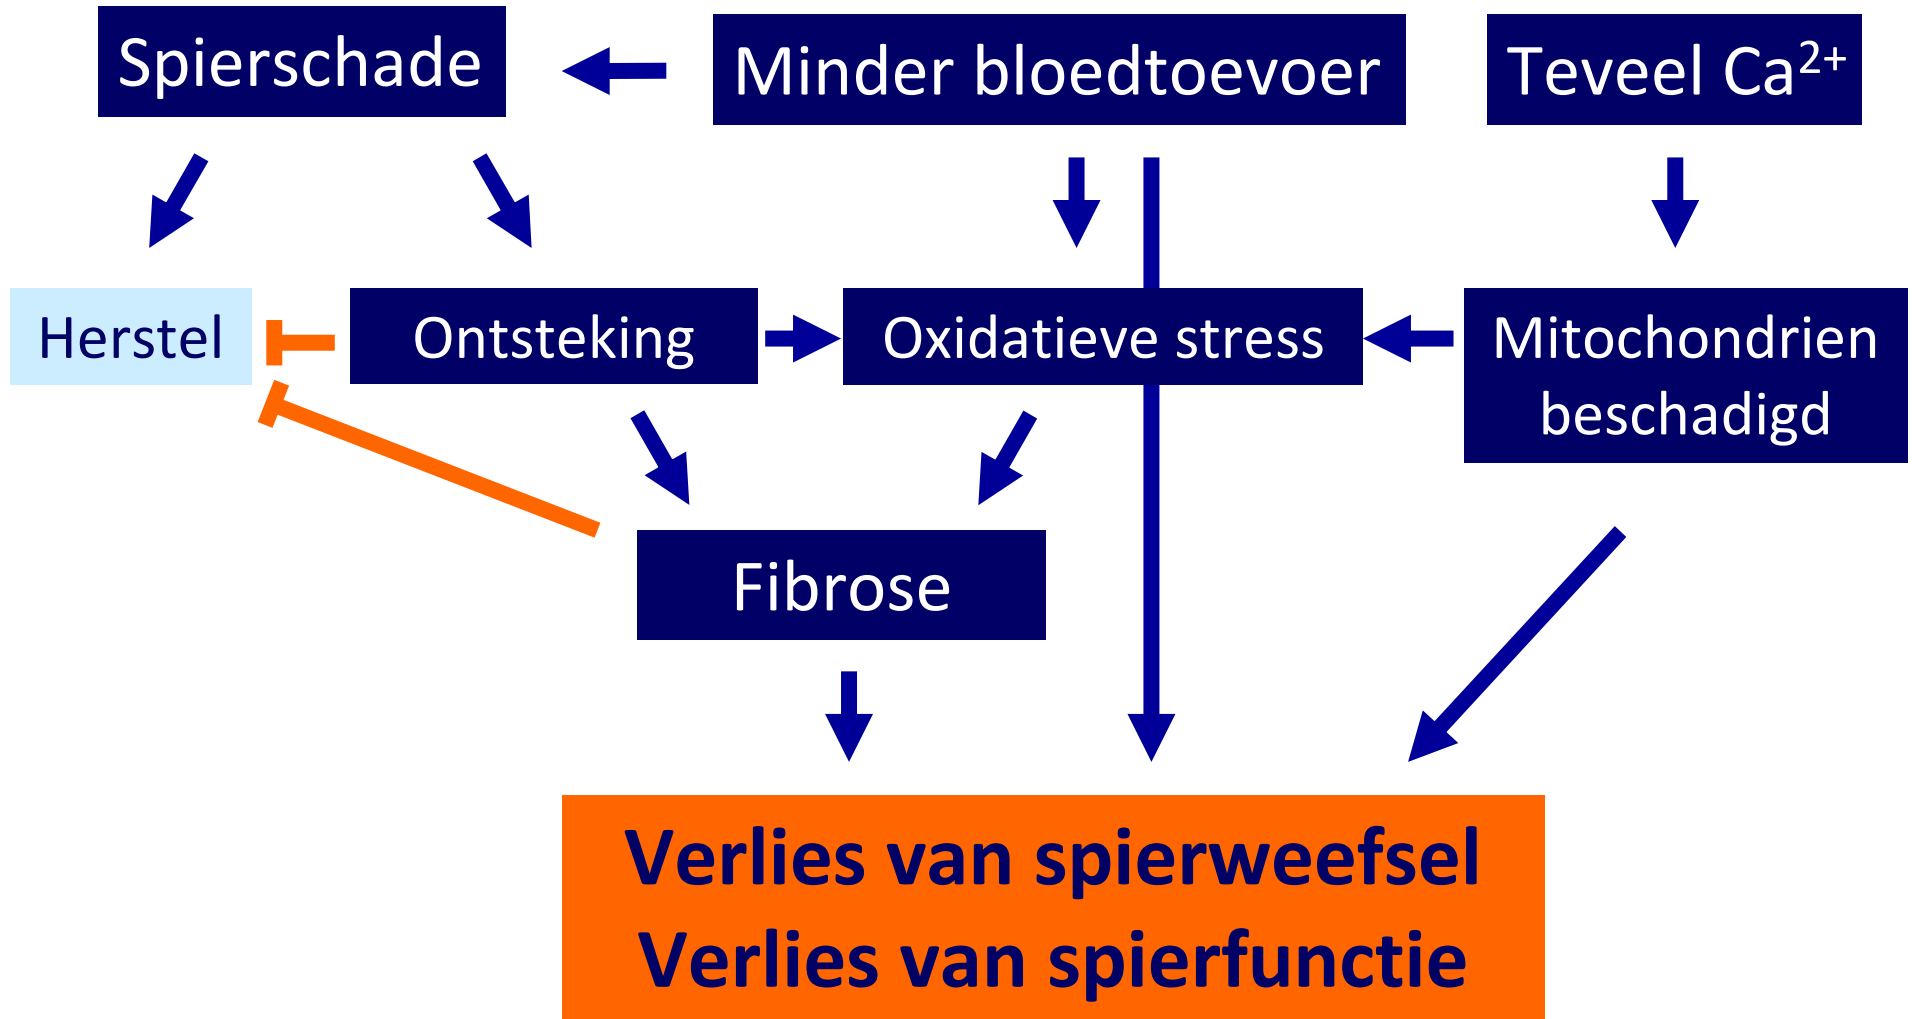 Spierschade
Minder bloedtoevoer
Teveel Ca²⁺
Herstel
Ontsteking
Oxidatieve stress
Mitochondrien
beschadigd
Fibrose
Verlies van spierweefsel
Verlies van spierfunctie